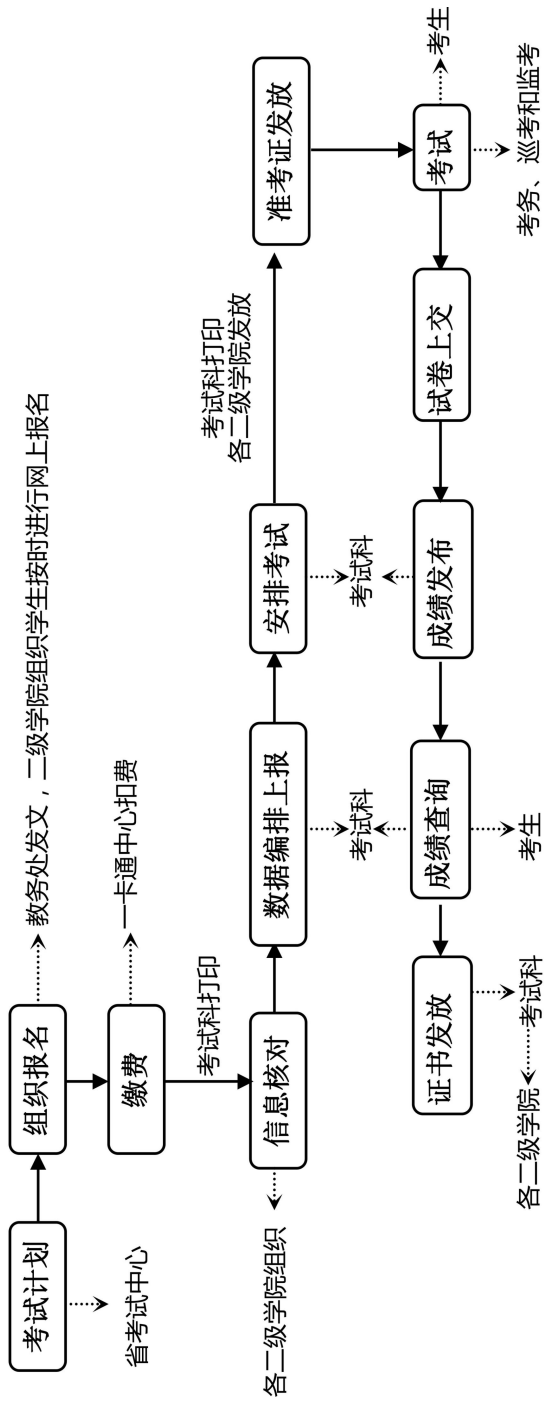 考试计划
省考试中心
组织报名
教务处发文，二级学院组织学生按时进行网上报名
缴费
一卡通中心扣费
考试科打印
信息核对
各二级学院组织
数据编排上报
考试科
安排考试
考试科
考试科打印
各二级学院发放
准考证发放
考试
考生
考务、巡考和监考
试卷上交
成绩发布
成绩查询
考生
证书发放
考试科
各二级学院